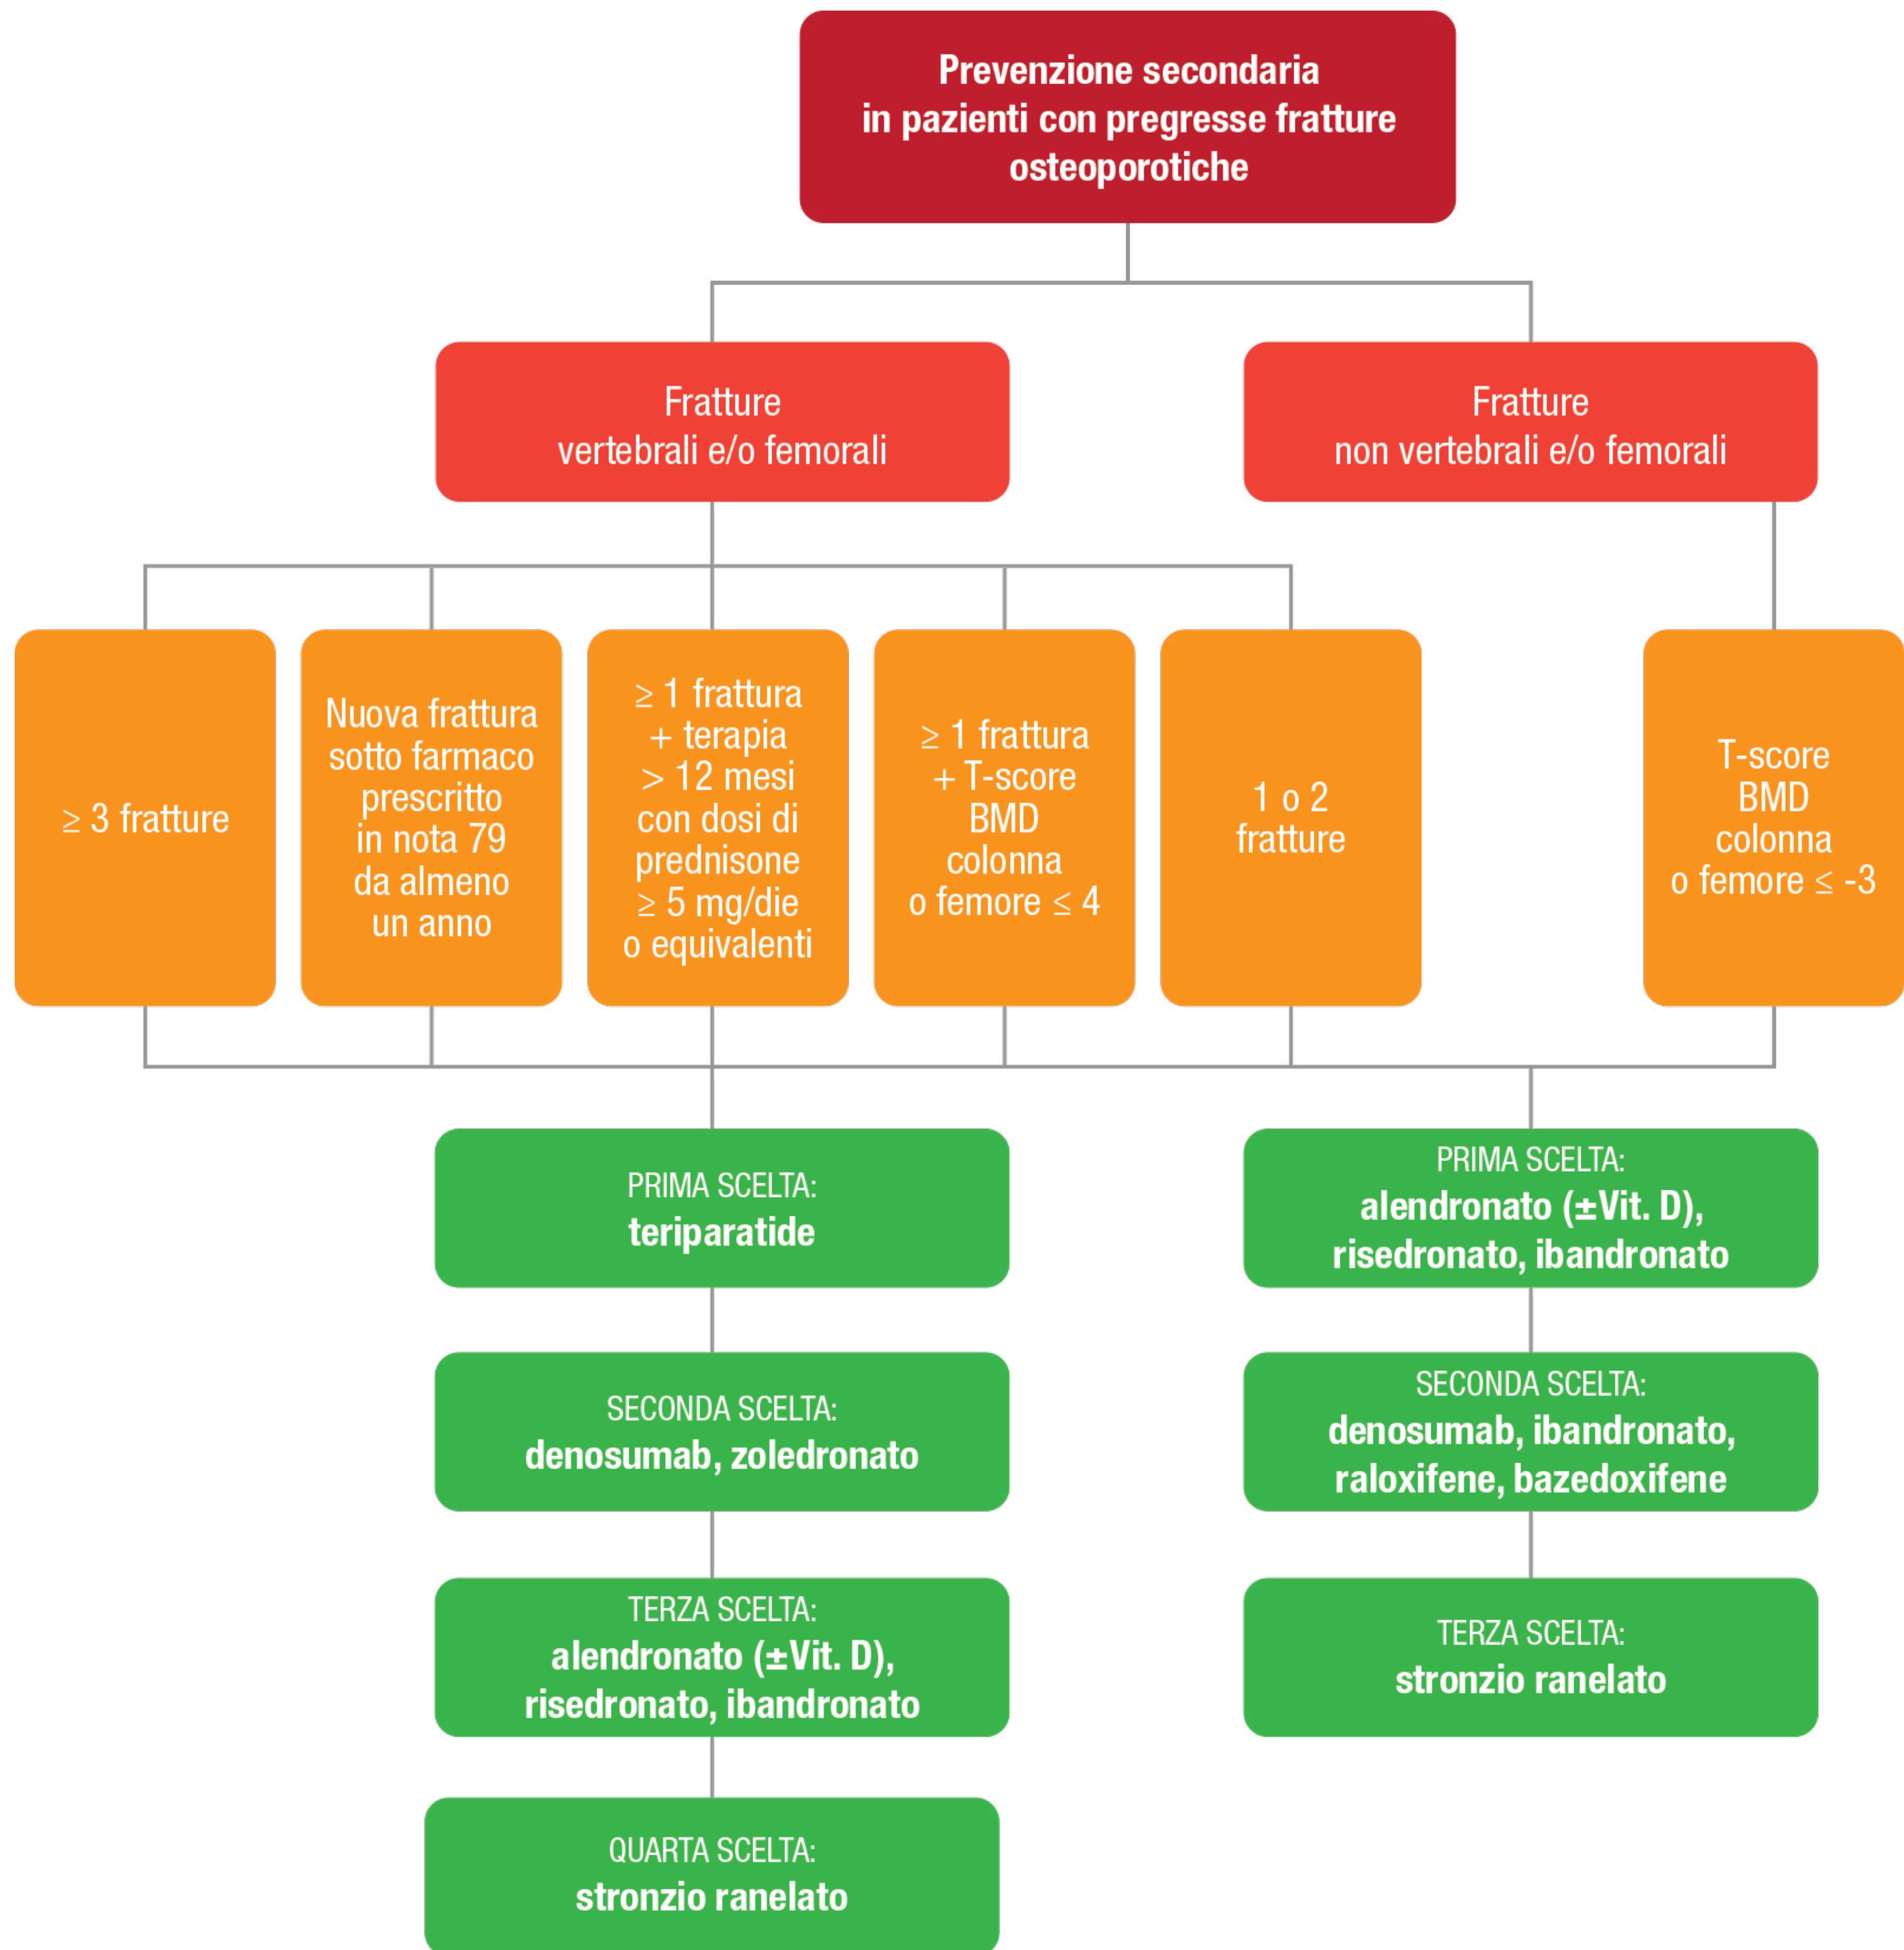 Prevenzione secondaria
in pazienti con pregresse fratture
osteoporotiche
Fratture
vertebrali e/o femorali
Fratture
non vertebrali e/o femorali
≥ 3 fratture
Nuova frattura
sotto farmaco
prescritto
in nota 79
da almeno
un anno
≥ 1 frattura
+ terapia
> 12 mesi
con dosi di
prednisone
≥ 5 mg/die
o equivalenti
≥ 1 frattura
+ T-score
BMD
colonna
o femore ≤ 4
1 o 2
fratture
T-score
BMD
colonna
o femore ≤ -3
PRIMA SCELTA:
teriparatide
SECONDA SCELTA:
denosumab, zoledronato
TERZA SCELTA:
alendronato (±Vit. D),
risedronato, ibandronato
QUARTA SCELTA:
stronzio ranelato
PRIMA SCELTA:
alendronato (±Vit. D),
risedronato, ibandronato
SECONDA SCELTA:
denosumab, ibandronato,
raloxifene, bazedoxifene
TERZA SCELTA:
stronzio ranelato